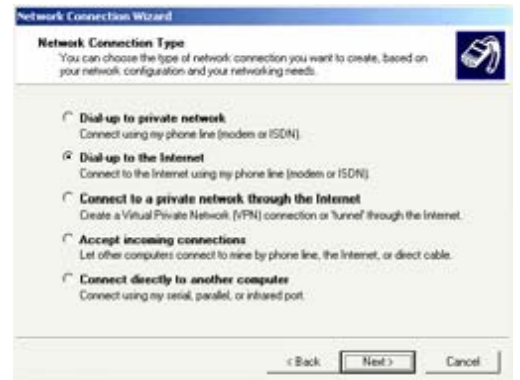 Network Connection Wizard
Network Connection Type
You can choose the type of network connection you want to create, based on
your network configuration and your networking needs.
Dial-up to private network
Connect using my phone line (modem or ISDN).
Dial-up to the Internet
Connect to the Internet using my phone line (modem or ISDN).
Connect to a private network through the Internet
Create a Virtual Private Network (VPN) connection or 'tunnel' through the Internet.
Accept incoming connections
Let other computers connect to mine by phone line, the Internet, or direct cable.
Connect directly to another computer
Connect using my serial, parallel, or infrared port.
< Back Next > Cancel